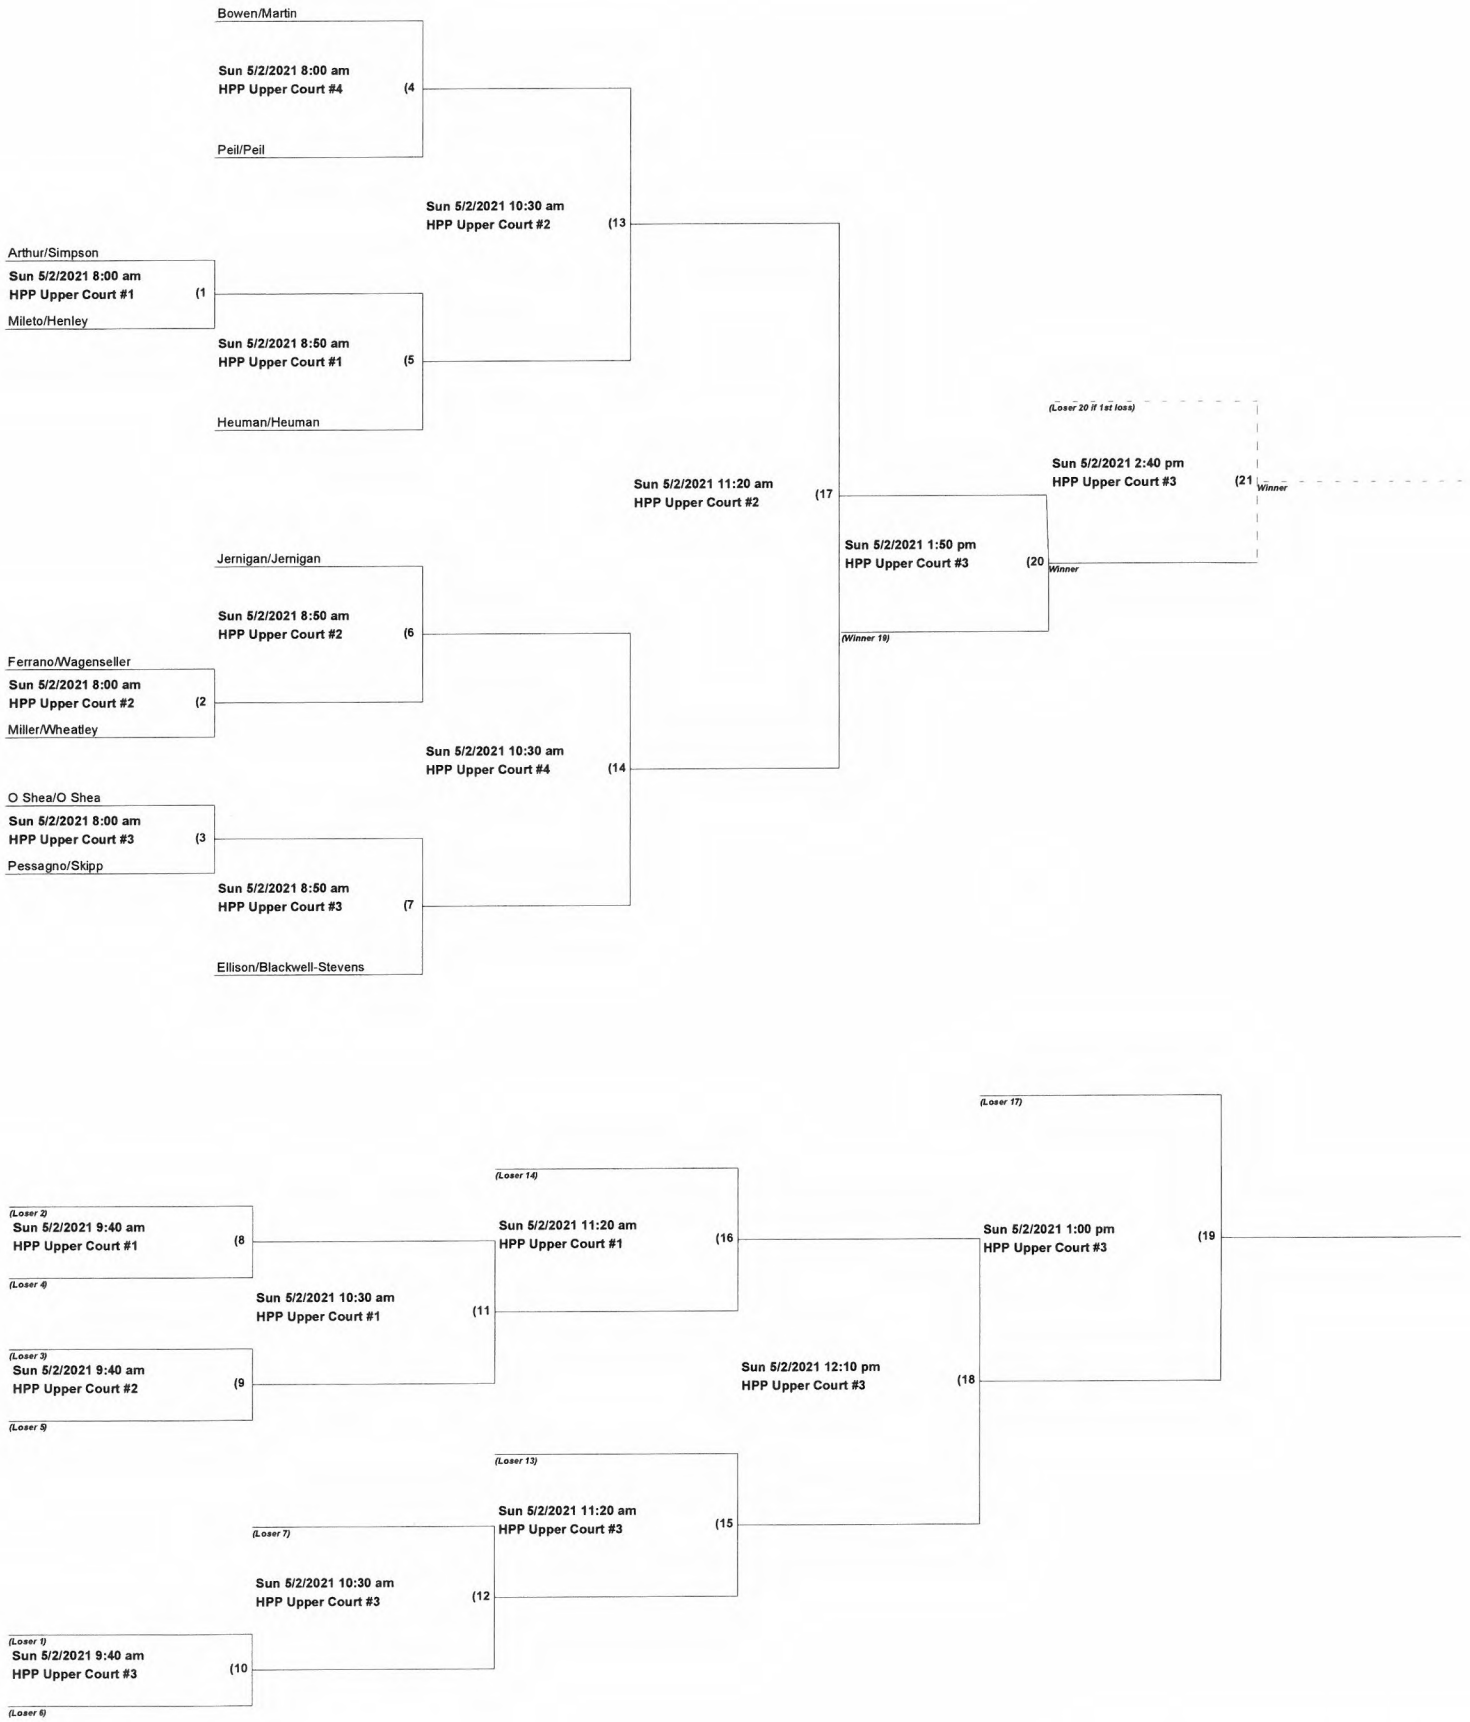 Bowen/Martin
Sun 5/2/2021 8:00 am
HPP Upper Court #4
(4
Peil/Peil
Sun 5/2/2021 10:30 am
HPP Upper Court #2
(13
Arthur/Simpson
Sun 5/2/2021 8:00 am
HPP Upper Court #1
(1
Mileto/Henley
Sun 5/2/2021 8:50 am
HPP Upper Court #1
(5
Heuman/Heuman
(Loser 20 if 1st loss)
Sun 5/2/2021 2:40 pm
HPP Upper Court #3
(21
Winner
Sun 5/2/2021 11:20 am
HPP Upper Court #2
(17
Sun 5/2/2021 1:50 pm
HPP Upper Court #3
(20
Winner
(Winner 19)
Jernigan/Jernigan
Sun 5/2/2021 8:50 am
HPP Upper Court #2
(6
Ferrano/Wagenseller
Sun 5/2/2021 8:00 am
HPP Upper Court #2
(2
Miller/Wheatley
Sun 5/2/2021 10:30 am
HPP Upper Court #4
(14
O Shea/O Shea
Sun 5/2/2021 8:00 am
HPP Upper Court #3
(3
Pessagno/Skipp
Sun 5/2/2021 8:50 am
HPP Upper Court #3
(7
Ellison/Blackwell-Stevens
(Loser 17)
(Loser 14)
(Loser 2)
Sun 5/2/2021 9:40 am
HPP Upper Court #1
(8
(Loser 4)
Sun 5/2/2021 11:20 am
HPP Upper Court #1
(16
Sun 5/2/2021 1:00 pm
HPP Upper Court #3
(19
Sun 5/2/2021 10:30 am
HPP Upper Court #1
(11
(Loser 3)
Sun 5/2/2021 9:40 am
HPP Upper Court #2
(9
(Loser 5)
Sun 5/2/2021 12:10 pm
HPP Upper Court #3
(18
(Loser 13)
Sun 5/2/2021 11:20 am
HPP Upper Court #3
(15
(Loser 7)
Sun 5/2/2021 10:30 am
HPP Upper Court #3
(12
(Loser 1)
Sun 5/2/2021 9:40 am
HPP Upper Court #3
(10
(Loser 6)